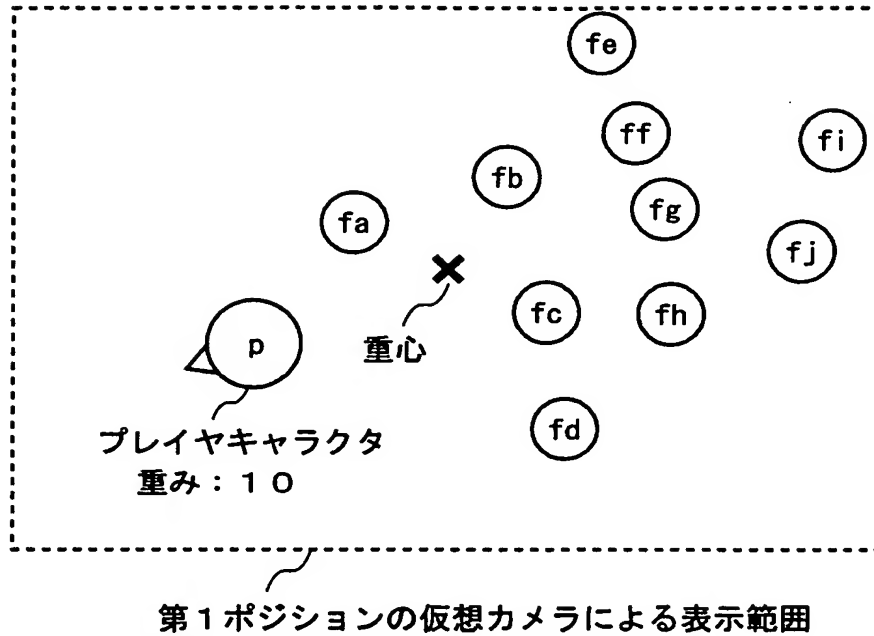 fe
ff
fi
fb
fg
fa
fj
fc
fh
p
重心
fd
プレイヤキャラクタ
重み：１０
第１ポジションの仮想カメラによる表示範囲